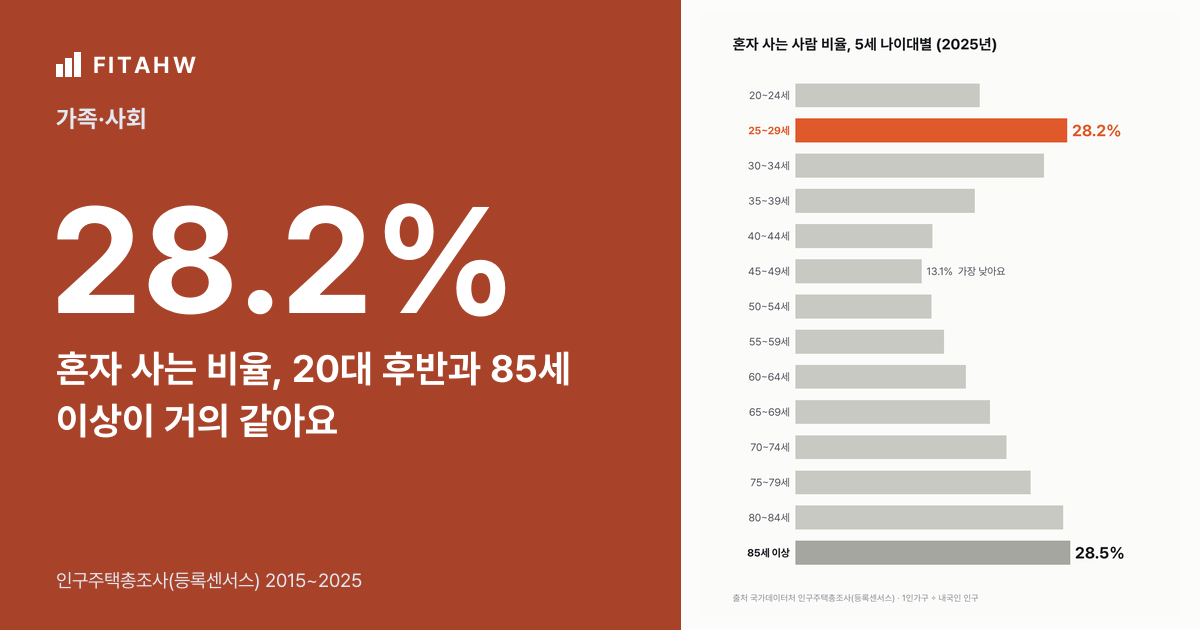 FITAHW
가족·사회
28.2%
혼자 사는 비율, 20대 후반과 85세
이상이 거의 같아요
인구주택총조사(등록센서스) 2015~2025
혼자 사는 사람 비율, 5세 나이대별 (2025년)
20~24세
25~29세 28.2%
30~34세
35~39세
40~44세
45~49세 13.1% 가장 낮아요
50~54세
55~59세
60~64세
65~69세
70~74세
75~79세
80~84세
85세 이상 28.5%
출처 국가데이터처 인구주택총조사(등록센서스) · 1인가구 ÷ 내국인 인구